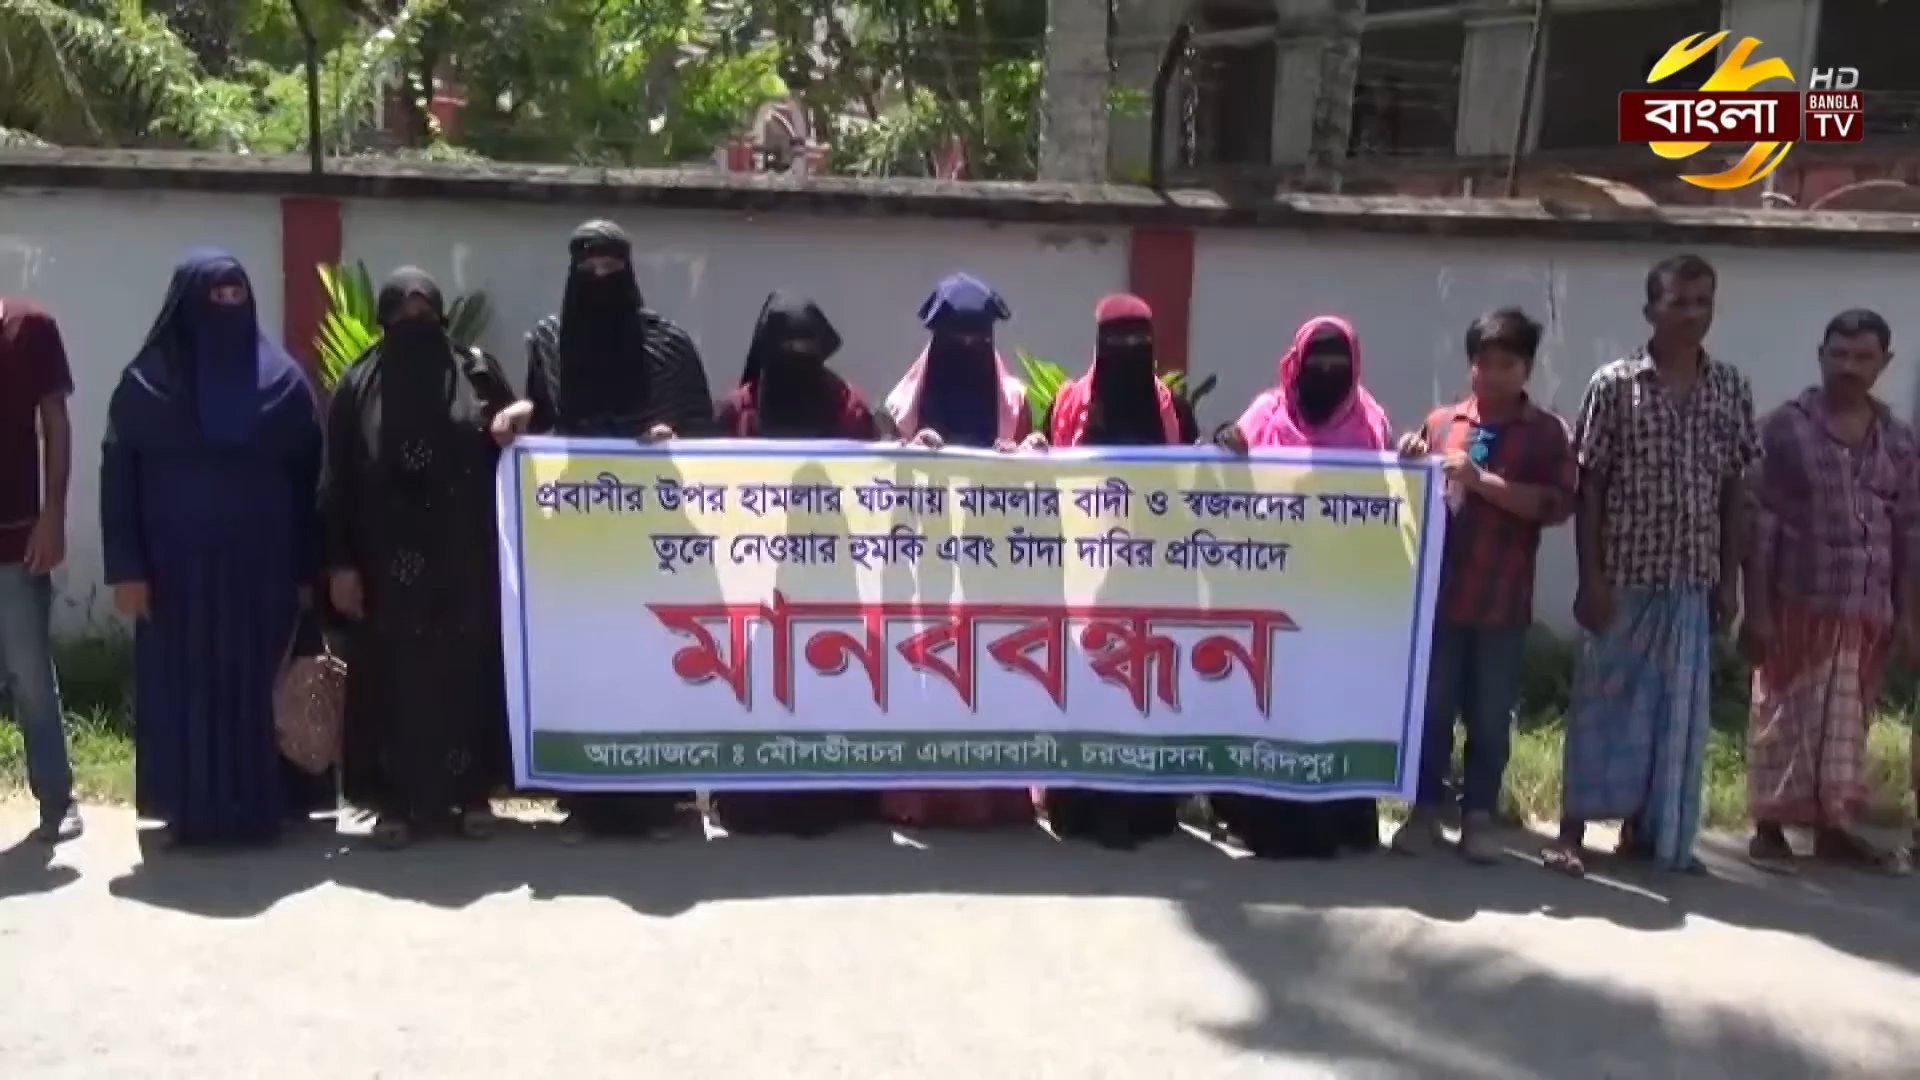 HD
বাংলা
BANGLA
TV
প্রবাসীর উপর হামলার ঘটনায় মামলার বাদী ও স্বজনদের মামলা
তুলে নেওয়ার হুমকি এবং চাঁদা দাবির প্রতিবাদে
মানববন্ধন
আয়োজনে ঃ মৌলভীরচর এলাকাবাসী, চরভদ্রাসন, ফরিদপুর।